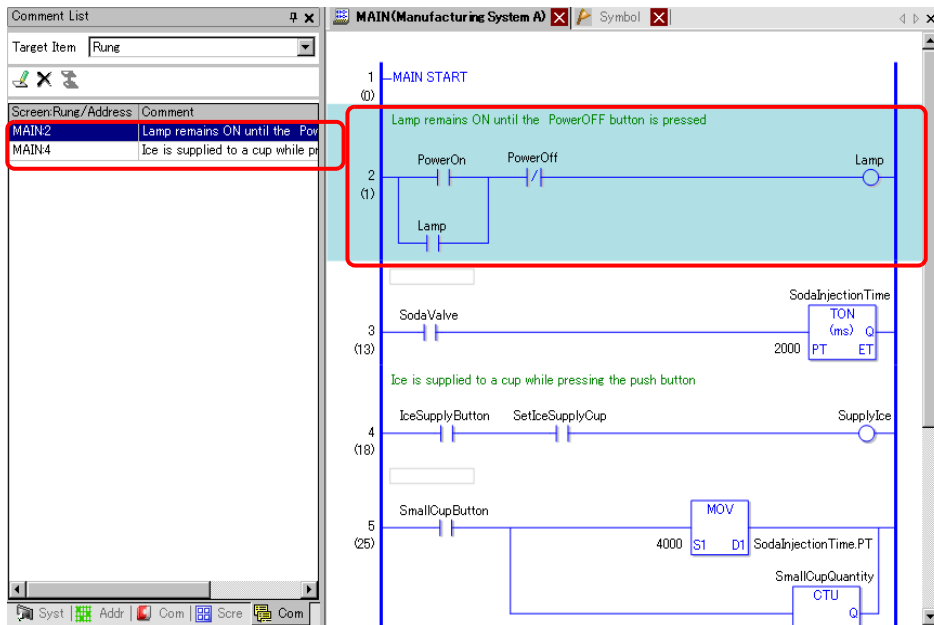 Comment List
MAIN(Manufacturing System A)
Symbol
Target Item Rung
Screen:Rung/Address Comment
MAIN:2 Lamp remains ON until the Pow
MAIN:4 Ice is supplied to a cup while pr
Syst Addr Com Scre Com
1 MAIN START
(0)
Lamp remains ON until the PowerOFF button is pressed
PowerOn PowerOff Lamp
2
(1)
Lamp
SodaInjectionTime
SodaValve TON
3 (ms) Q
(13) 2000 PT ET
Ice is supplied to a cup while pressing the push button
IceSupplyButton SetIceSupplyCup SupplyIce
4
(18)
SmallCupButton MOV
5
(25) 4000 S1 D1 SodaInjectionTime.PT
SmallCupQuantity
CTU
Q